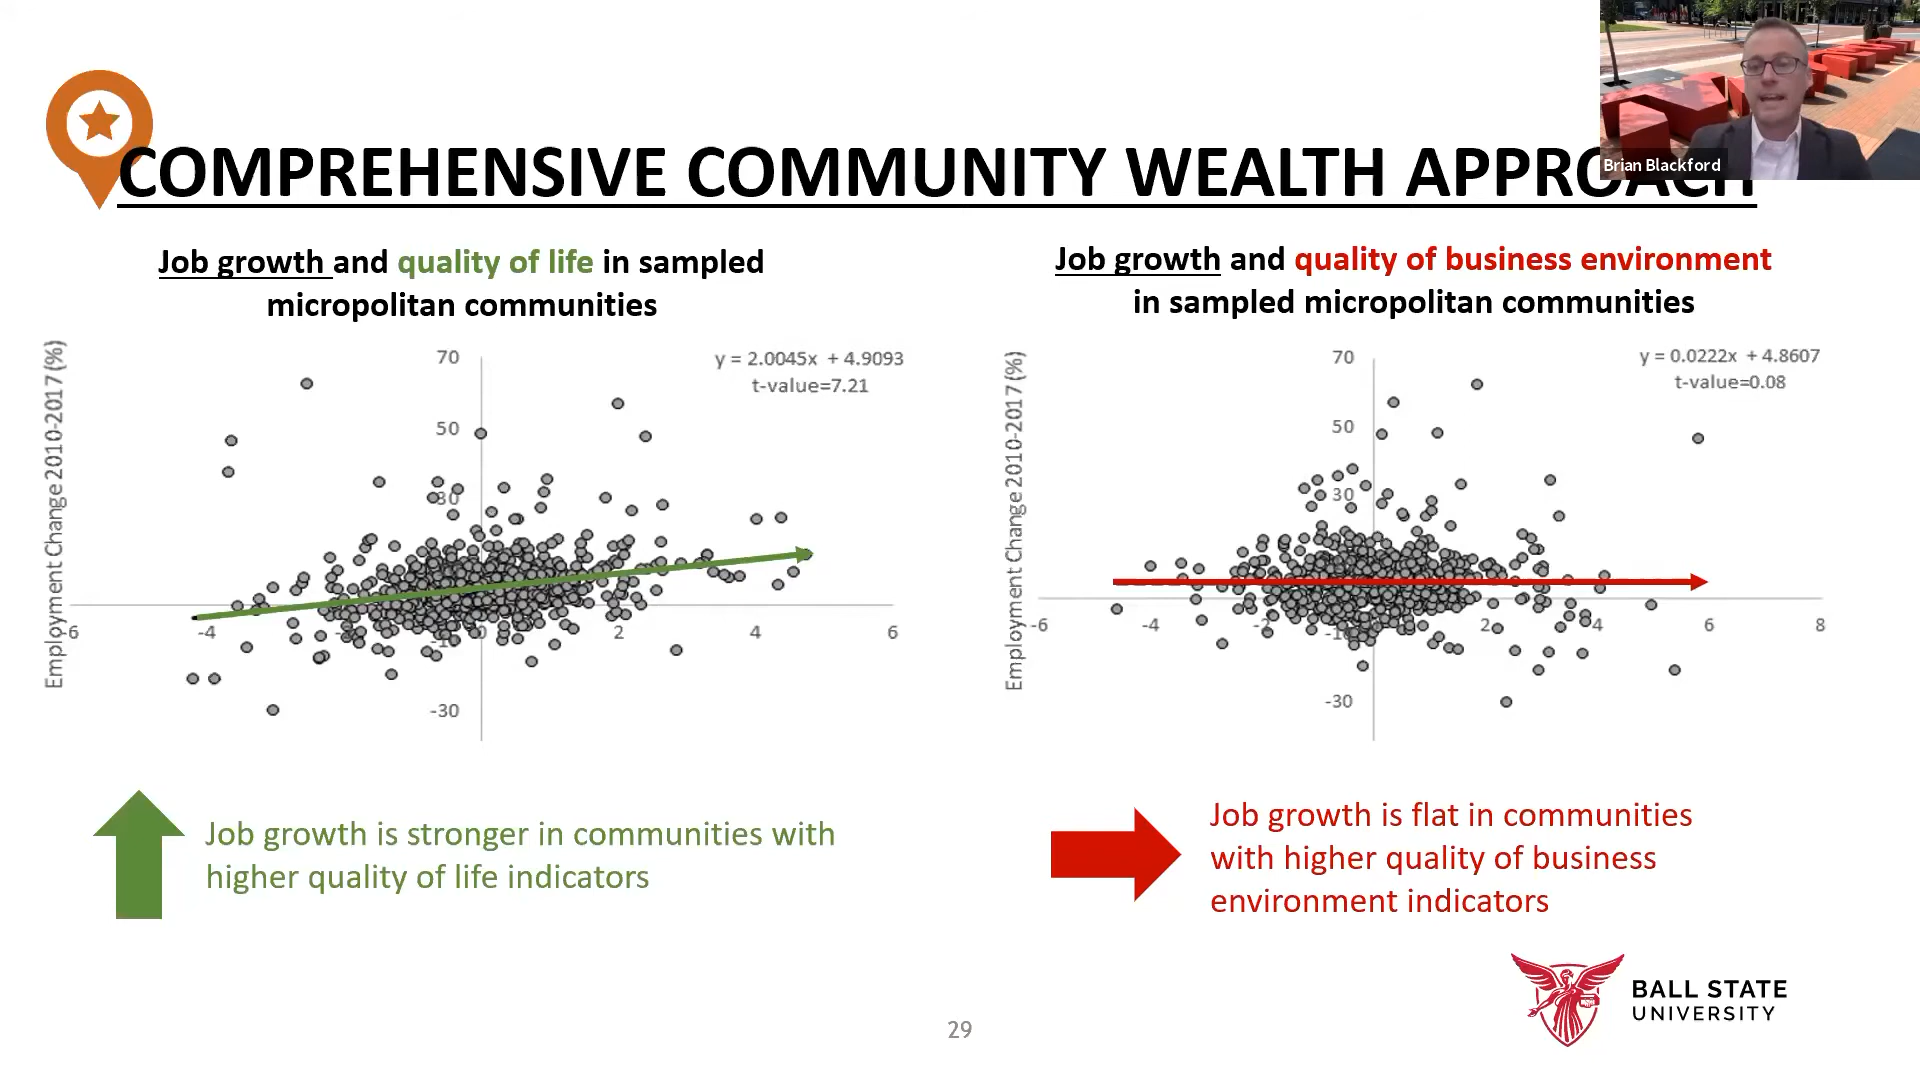 COMPREHENSIVE COMMUNITY WEALTH APPROACH
Brian Blackford
Job growth and quality of life in sampled
micropolitan communities
Employment Change 2010-2017 (%)
y = 2.0045x + 4.9093
t-value=7.21
70
50
30
-10
-30
-6
-4
-2
0
2
4
6
Job growth is stronger in communities with
higher quality of life indicators
Job growth and quality of business environment
in sampled micropolitan communities
Employment Change 2010-2017 (%)
y = 0.0222x + 4.8607
t-value=0.08
70
50
30
-10
-30
-6
-4
-2
2
4
6
8
Job growth is flat in communities
with higher quality of business
environment indicators
BALL STATE
UNIVERSITY
29